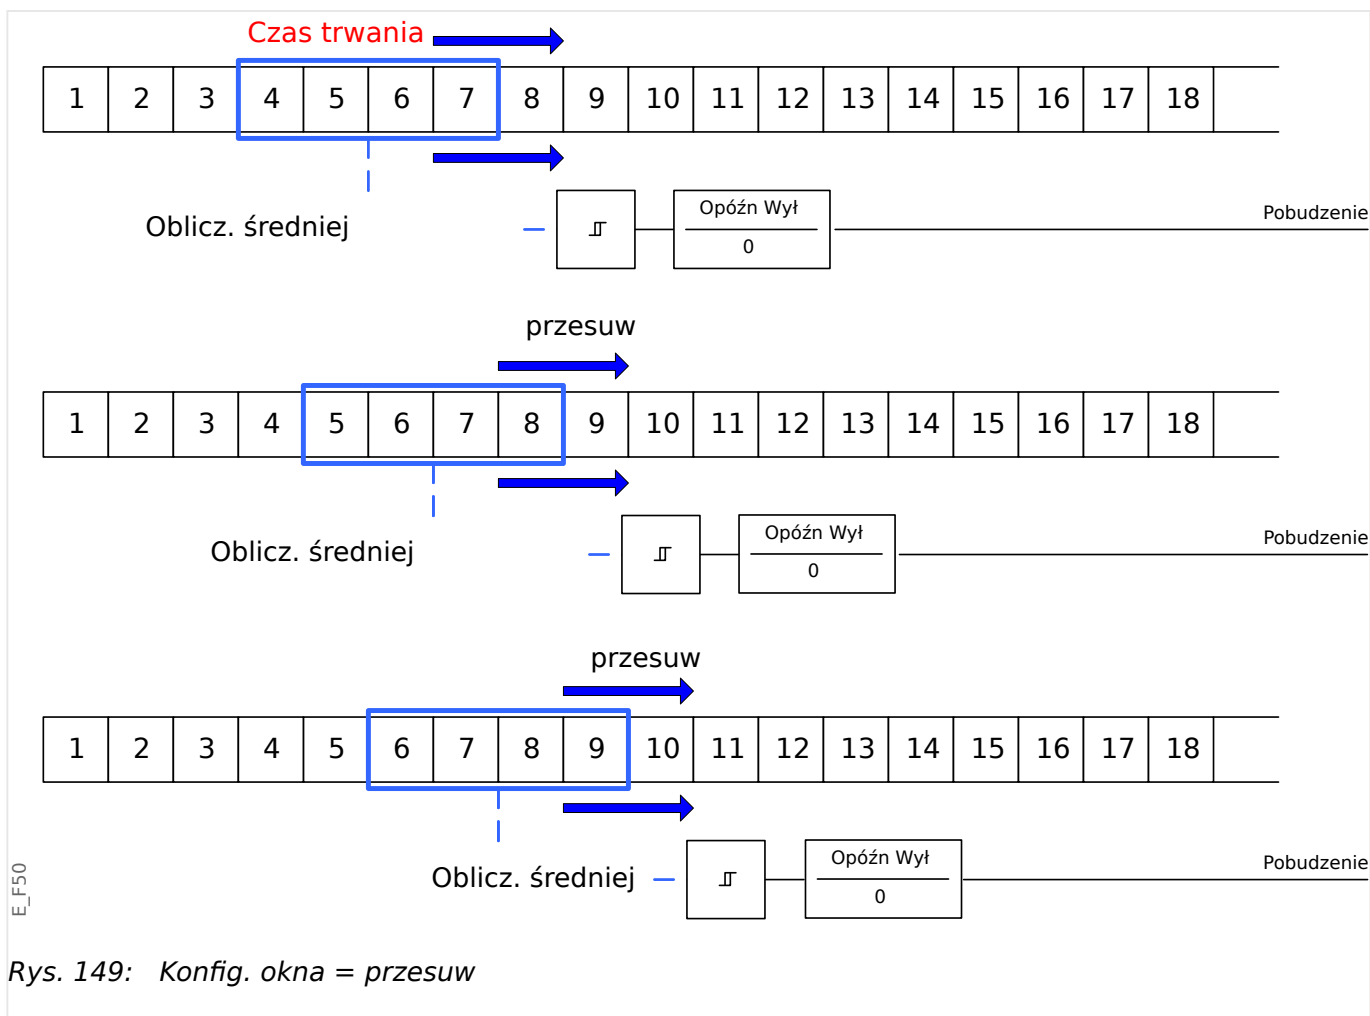 Czas trwania
1 2 3 4 5 6 7 8 9 10 11 12 13 14 15 16 17 18
Oblicz. średniej
Opóźn Wył
0
Pobudzenie
przesuw
1 2 3 4 5 6 7 8 9 10 11 12 13 14 15 16 17 18
Oblicz. średniej
Opóźn Wył
0
Pobudzenie
przesuw
1 2 3 4 5 6 7 8 9 10 11 12 13 14 15 16 17 18
Oblicz. średniej
Opóźn Wył
0
Pobudzenie
E_F50
Rys. 149: Konfig. okna = przesuw